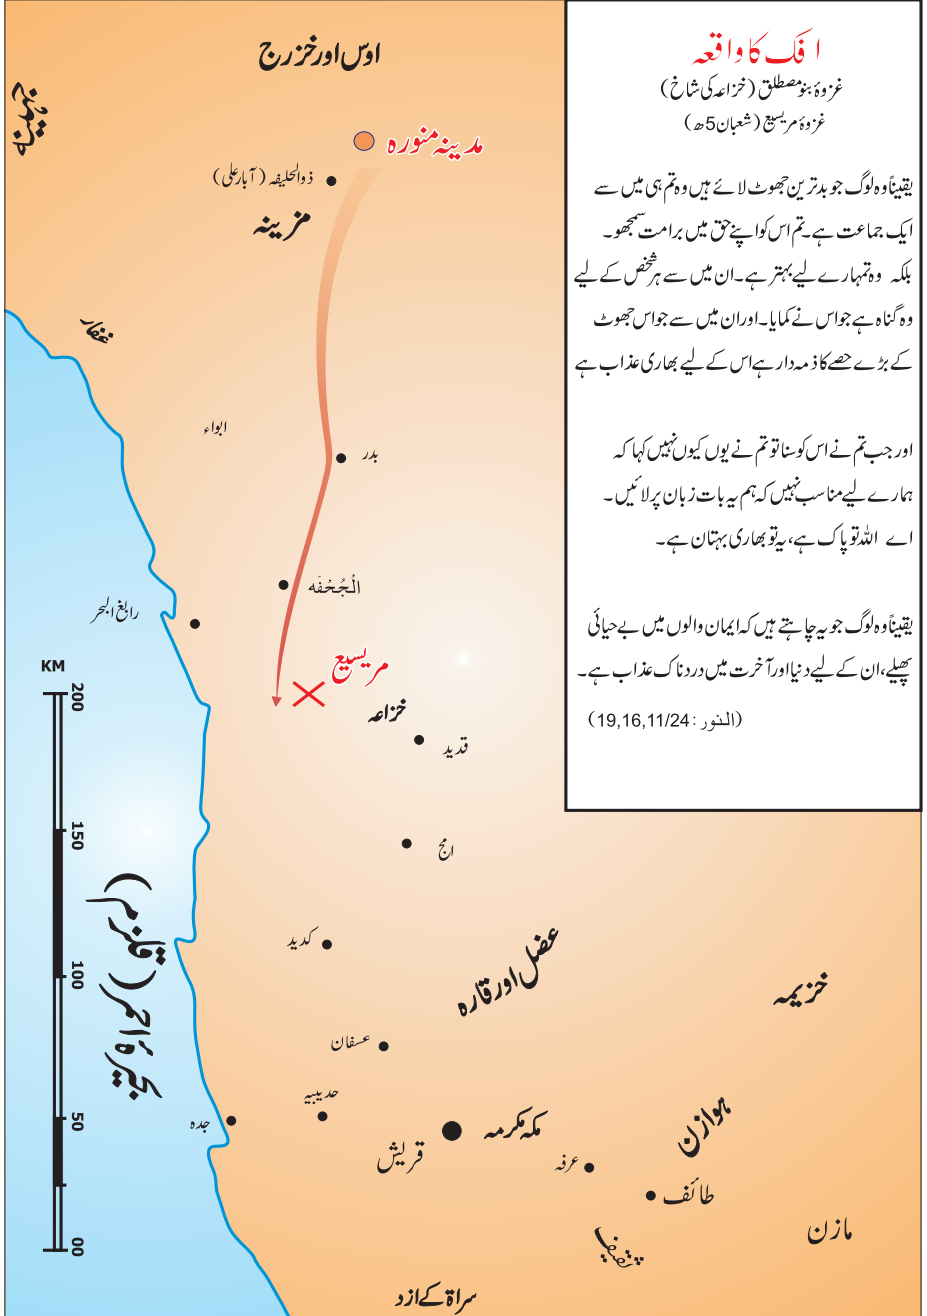 افک کا واقعہ
غزوۂ بنو مصطلق (خزاعہ کی شاخ)
غزوۂ مریسیع (شعبان 5ھ)
یقیناً وہ لوگ جو بدترین جھوٹ لائے ہیں وہ تم ہی میں سے
ایک جماعت ہے۔ تم اس کو اپنے حق میں برا مت سمجھو۔
بلکہ وہ تمہارے لیے بہتر ہے۔ ان میں سے ہر شخص کے لیے
وہ گناہ ہے جو اس نے کمایا۔ اور ان میں سے جو اس جھوٹ
کے بڑے حصے کا ذمہ دار ہے اس کے لیے بھاری عذاب ہے
اور جب تم نے اس کو سنا تو تم نے یوں کیوں نہیں کہا کہ
ہمارے لیے مناسب نہیں کہ ہم یہ بات زبان پر لائیں۔
اے اللہ تو پاک ہے، یہ تو بھاری بہتان ہے۔
یقیناً وہ لوگ جو یہ چاہتے ہیں کہ ایمان والوں میں بے حیائی
پھیلے، ان کے لیے دنیا اور آخرت میں دردناک عذاب ہے۔
(النور: 19,16,11/24)
اوس اور خزرج
جہینہ
مدینہ منورہ
ذوالحلیفہ (آبار علی)
مزینہ
غفار
ابواء
بدر
الْجُحْفَه
رابغ البحر
مریسیع
خزاعہ
قدید
امج
کدید
عضل اور قارہ
خزیمہ
عسفان
حدیبیہ
جدہ
مکہ مکرمہ
قریش
ہوازن
عرفہ
طائف
مازن
ثقیف
سراۃ کے ازد
بحیرۂ احمر (قلزم)
KM
200
150
100
50
00